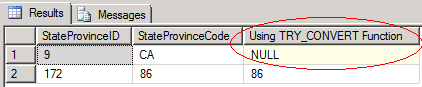 Results Messages
StateProvinceID StateProvinceCode Using TRY_CONVERT Function
1 9 CA NULL
2 172 86 86